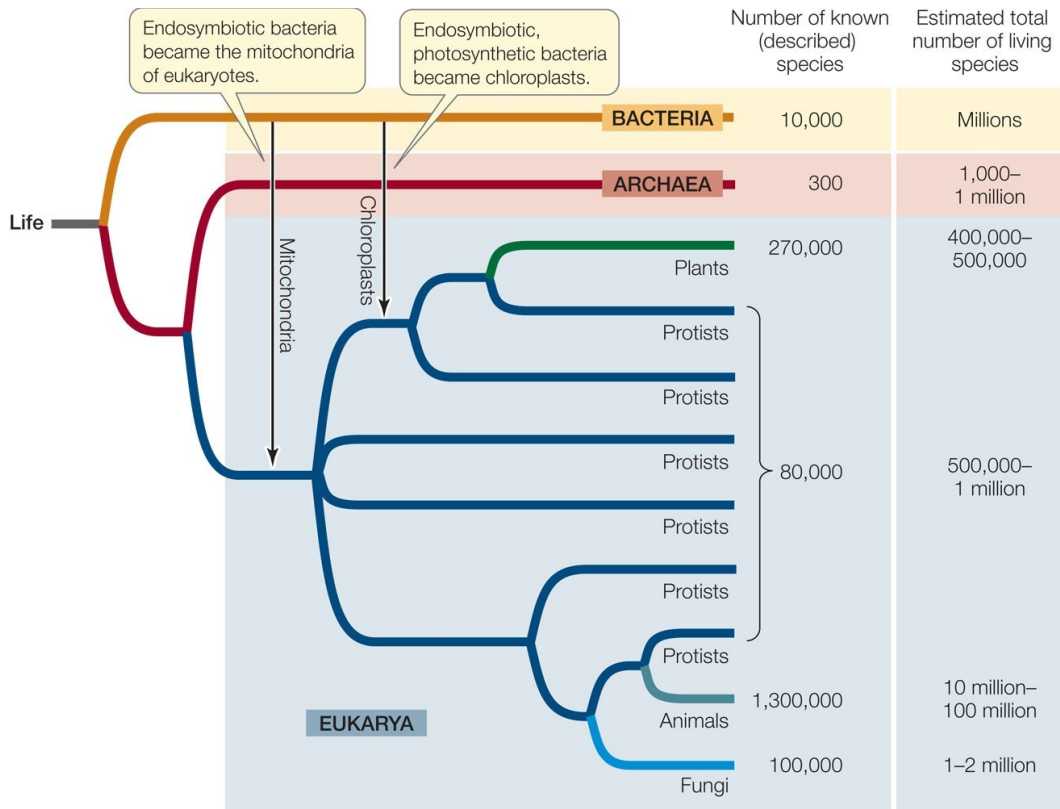 Endosymbiotic bacteria
became the mitochondria
of eukaryotes.
Endosymbiotic,
photosynthetic bacteria
became chloroplasts.
Number of known
(described)
species
Estimated total
number of living
species
BACTERIA
10,000
Millions
ARCHAEA
300
1,000–
1 million
Life
Mitochondria
Chloroplasts
Plants
270,000
400,000–
500,000
Protists
Protists
Protists
80,000
500,000–
1 million
Protists
Protists
Protists
Animals
1,300,000
10 million–
100 million
EUKARYA
Fungi
100,000
1–2 million